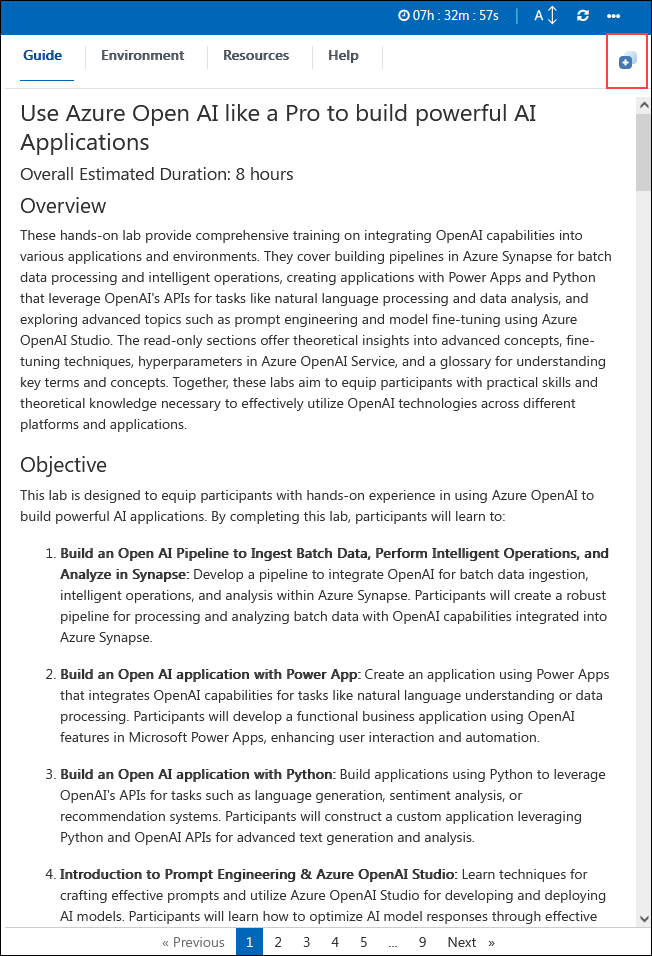 07h : 32m : 57s | A
Guide
Environment
Resources
Help
Use Azure Open AI like a Pro to build powerful AI
Applications
Overall Estimated Duration: 8 hours
Overview
These hands-on lab provide comprehensive training on integrating OpenAI capabilities into
various applications and environments. They cover building pipelines in Azure Synapse for batch
data processing and intelligent operations, creating applications with Power Apps and Python
that leverage OpenAI's APIs for tasks like natural language processing and data analysis, and
exploring advanced topics such as prompt engineering and model fine-tuning using Azure
OpenAI Studio. The read-only sections offer theoretical insights into advanced concepts, fine-
tuning techniques, hyperparameters in Azure OpenAI Service, and a glossary for understanding
key terms and concepts. Together, these labs aim to equip participants with practical skills and
theoretical knowledge necessary to effectively utilize OpenAI technologies across different
platforms and applications.
Objective
This lab is designed to equip participants with hands-on experience in using Azure OpenAI to
build powerful AI applications. By completing this lab, participants will learn to:
1. Build an Open AI Pipeline to Ingest Batch Data, Perform Intelligent Operations, and
Analyze in Synapse: Develop a pipeline to integrate OpenAI for batch data ingestion,
intelligent operations, and analysis within Azure Synapse. Participants will create a robust
pipeline for processing and analyzing batch data with OpenAI capabilities integrated into
Azure Synapse.
2. Build an Open AI application with Power App: Create an application using Power Apps
that integrates OpenAI capabilities for tasks like natural language understanding or data
processing. Participants will develop a functional business application using OpenAI
features in Microsoft Power Apps, enhancing user interaction and automation.
3. Build an Open AI application with Python: Build applications using Python to leverage
OpenAI's APIs for tasks such as language generation, sentiment analysis, or
recommendation systems. Participants will construct a custom application leveraging
Python and OpenAI APIs for advanced text generation and analysis.
4. Introduction to Prompt Engineering & Azure OpenAI Studio: Learn techniques for
crafting effective prompts and utilize Azure OpenAI Studio for developing and deploying
AI models. Participants will learn how to optimize AI model responses through effective
« Previous 1 2 3 4 5 ... 9 Next »